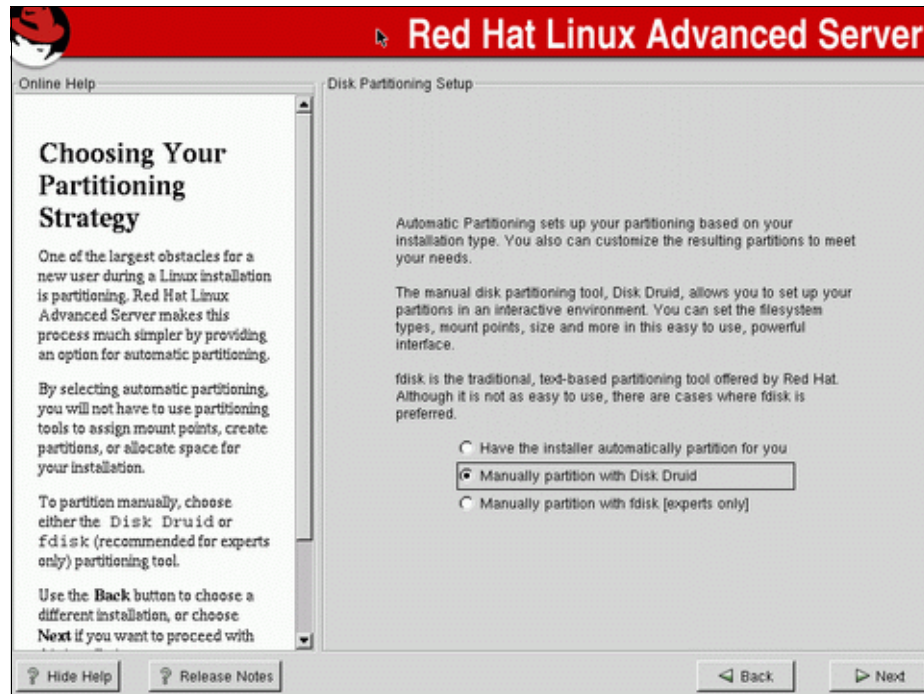 Red Hat Linux Advanced Server
Online Help
Choosing Your
Partitioning
Strategy
One of the largest obstacles for a
new user during a Linux installation
is partitioning. Red Hat Linux
Advanced Server makes this
process much simpler by providing
an option for automatic partitioning.
By selecting automatic partitioning,
you will not have to use partitioning
tools to assign mount points, create
partitions, or allocate space for
your installation.
To partition manually, choose
either the Disk Druid or
fdisk (recommended for experts
only) partitioning tool.
Use the Back button to choose a
different installation, or choose
Next if you want to proceed with
Disk Partitioning Setup
Automatic Partitioning sets up your partitioning based on your
installation type. You also can customize the resulting partitions to meet
your needs.
The manual disk partitioning tool, Disk Druid, allows you to set up your
partitions in an interactive environment. You can set the filesystem
types, mount points, size and more in this easy to use, powerful
interface.
fdisk is the traditional, text-based partitioning tool offered by Red Hat.
Although it is not as easy to use, there are cases where fdisk is
preferred.
Have the installer automatically partition for you
Manually partition with Disk Druid
Manually partition with fdisk [experts only]
Hide Help
Release Notes
Back
Next